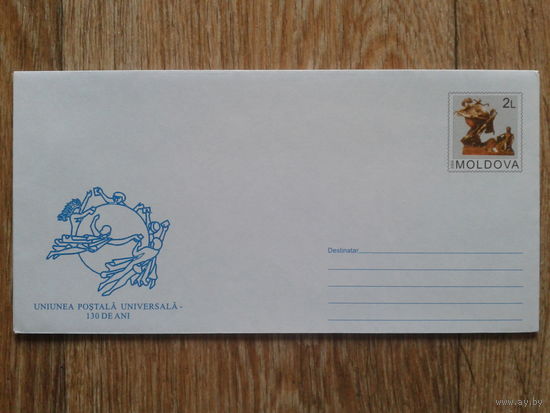 2L
MOLDOVA
Destinatar
UNIUNEA POȘTALĂ UNIVERSALĂ -
130 DE ANI
www.ay.by